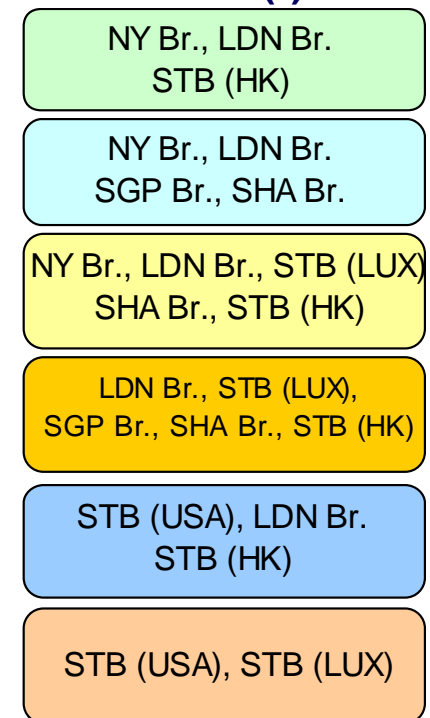 NY Br., LDN Br.
STB (HK)
NY Br., LDN Br.
SGP Br., SHA Br.
NY Br., LDN Br., STB (LUX)
SHA Br., STB (HK)
LDN Br., STB (LUX),
SGP Br., SHA Br., STB (HK)
STB (USA), LDN Br.
STB (HK)
STB (USA), STB (LUX)